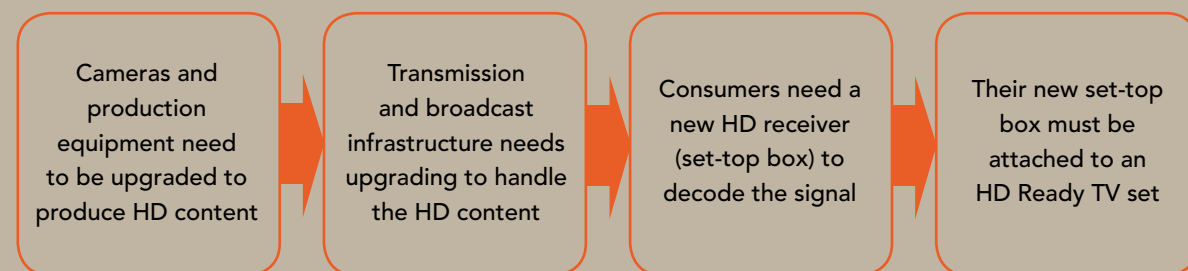 Cameras and
production
equipment need
to be upgraded to
produce HD content
Transmission
and broadcast
infrastructure needs
upgrading to handle
the HD content
Consumers need a
new HD receiver
(set-top box) to
decode the signal
Their new set-top
box must be
attached to an
HD Ready TV set